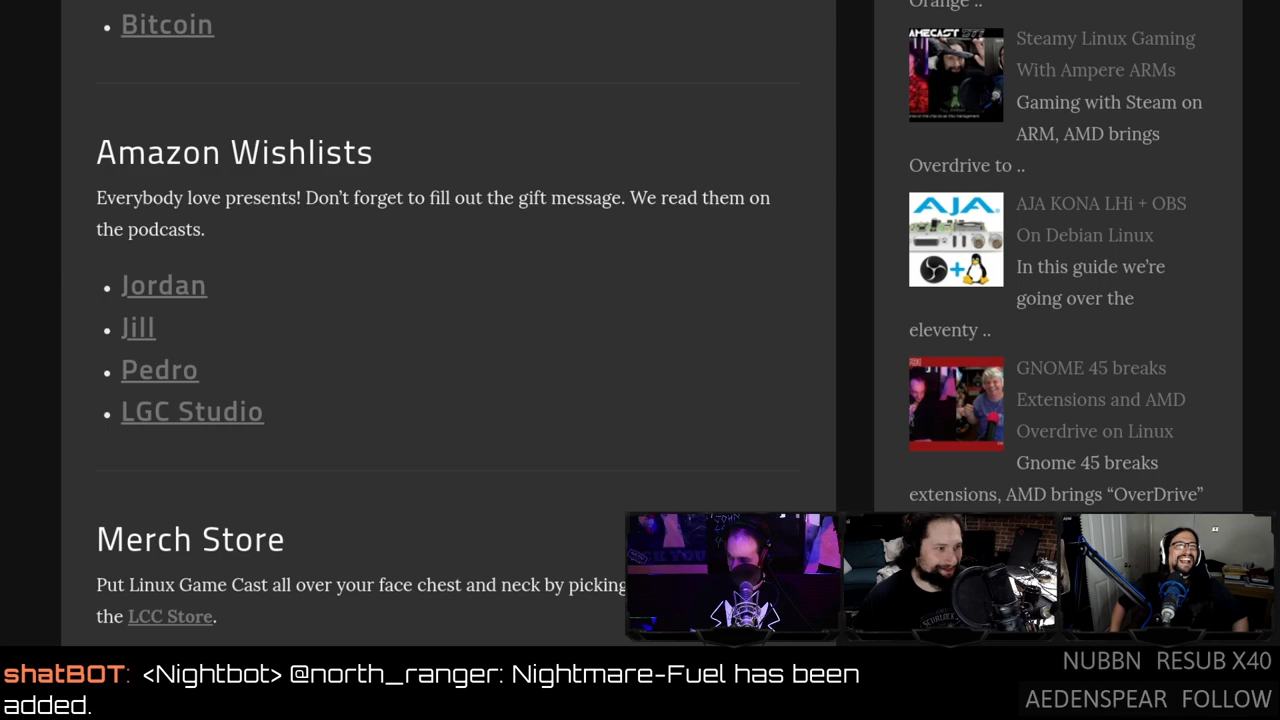 Bitcoin
Amazon Wishlists
Everybody love presents! Don't forget to fill out the gift message. We read them on
the podcasts.
Jordan
Jill
Pedro
LGC Studio
Merch Store
Put Linux Game Cast all over your face chest and neck by picking
the LCC Store.
Orange ..
Steamy Linux Gaming
With Ampere ARMs
Gaming with Steam on
ARM, AMD brings
Overdrive to ..
AJA
AJA KONA LHi + OBS
On Debian Linux
In this guide we're
going over the
eleventy ..
GNOME 45 breaks
Extensions and AMD
Overdrive on Linux
Gnome 45 breaks
extensions, AMD brings “OverDrive”
shatBOT: <Nightbot> @north_ranger: Nightmare-Fuel has been
added.
NUBBN RESUB X40
AEDENSPEAR FOLLOW